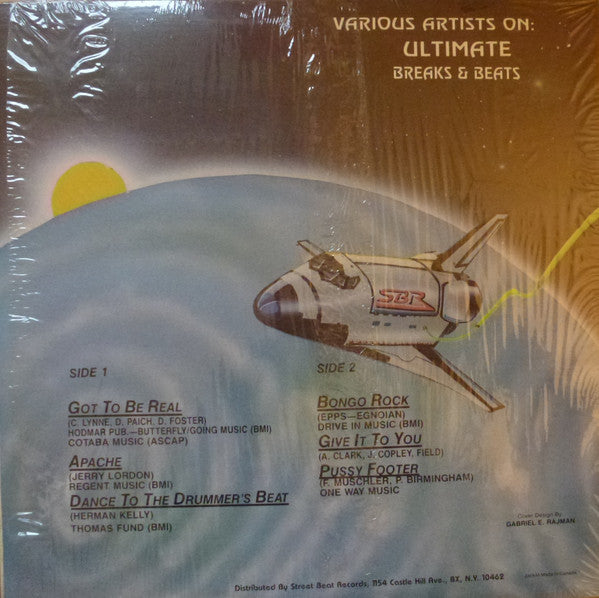 VARIOUS ARTISTS ON:
ULTIMATE
BREAKS & BEATS
SBR
SIDE 1
GOT TO BE REAL
(C. LYNNE, D. PAICH, D. FOSTER)
HODMAR PUB.—BUTTERFLY/GOING MUSIC (BMI)
COTABA MUSIC (ASCAP)
APACHE
(JERRY LORDON)
REGENT MUSIC (BMI)
DANCE TO THE DRUMMER'S BEAT
(HERMAN KELLY)
THOMAS FUND (BMI)
SIDE 2
BONGO ROCK
(EPPS—EGNOIAN)
DRIVE IN MUSIC (BMI)
GIVE IT TO YOU
(A. CLARK, J. COPLEY, FIELD)
PUSSY FOOTER
(F. MUSCHLER, P. BIRMINGHAM)
ONE WAY MUSIC
Cover Design By
GABRIEL E. RAJMAN
Made In Canada
Distributed By Street Beat Records, 1154 Castle Hill Ave., BX, N.Y. 10462